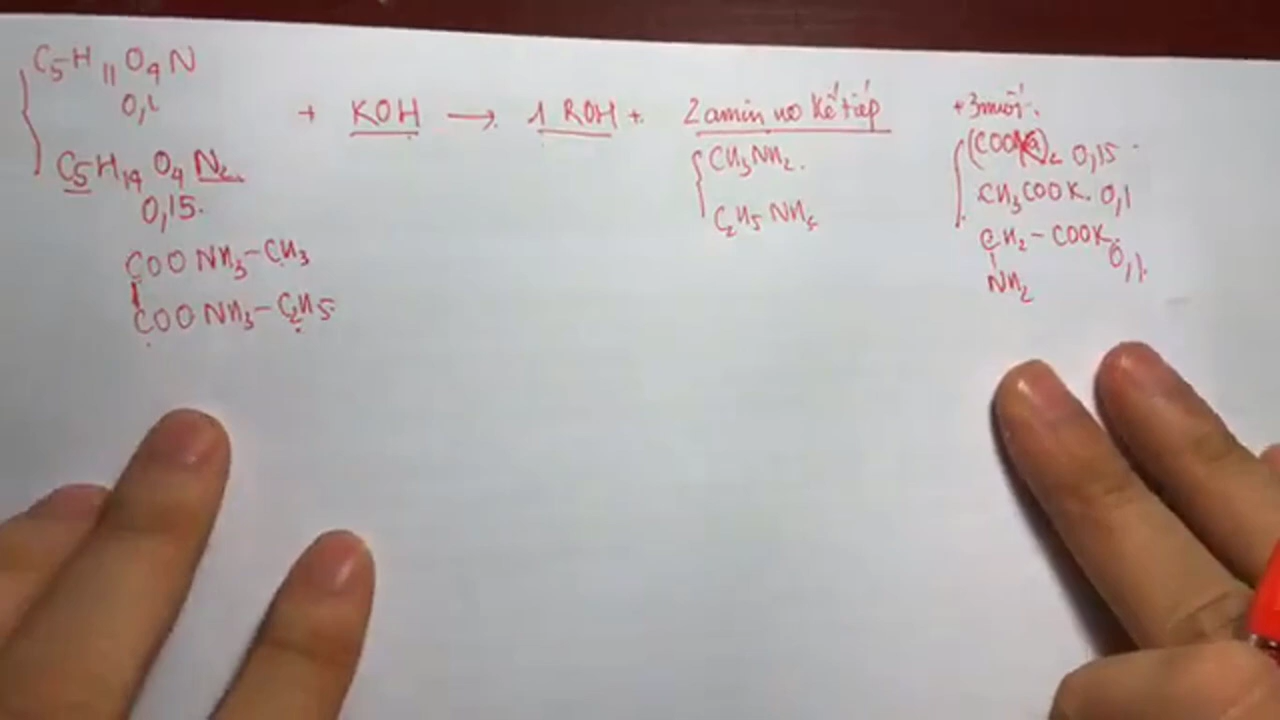 C5H11O4N
0,1
+ KOH → 1 ROH + 2 amin no kế tiếp + 3 muối.
C5H14O4N2
0,15.
COONH3-CH3
COONH3-C2H5
CH3NH2.
C2H5NH2
(COOK)2 0,15
CH3COOK. 0,1
CH2-COOK 0,1
NH2